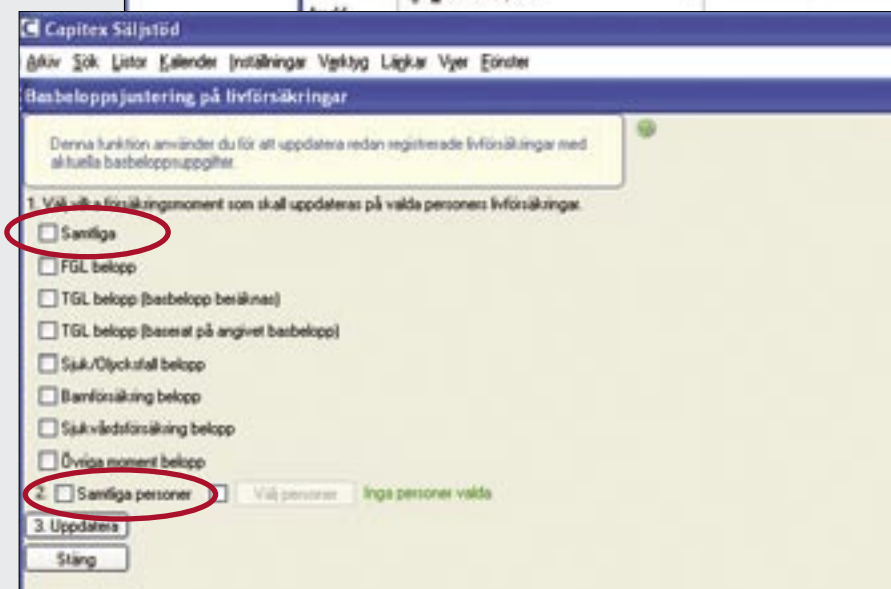 Capitex Säljstöd
Arkiv Sök Listor Kalender Inställningar Verktyg Länkar Vyer Fönster
Basbeloppsjustering på livförsäkringar
Denna funktion använder du för att uppdatera redan registrerade livförsäkringar med
aktuella basbeloppsuppgifter.
1. Välj vilka försäkringsmoment som skall uppdateras på valda personers livförsäkringar.
Samtliga
FGL belopp
TGL belopp (basbelopp beräknas)
TGL belopp (baserat på angivet basbelopp)
Sjuk/Olycksfall belopp
Barnförsäkring belopp
Sjukvårdsförsäkring belopp
Övriga moment belopp
2. Samtliga personer Välj personer Inga personer valda
3. Uppdatera
Stäng